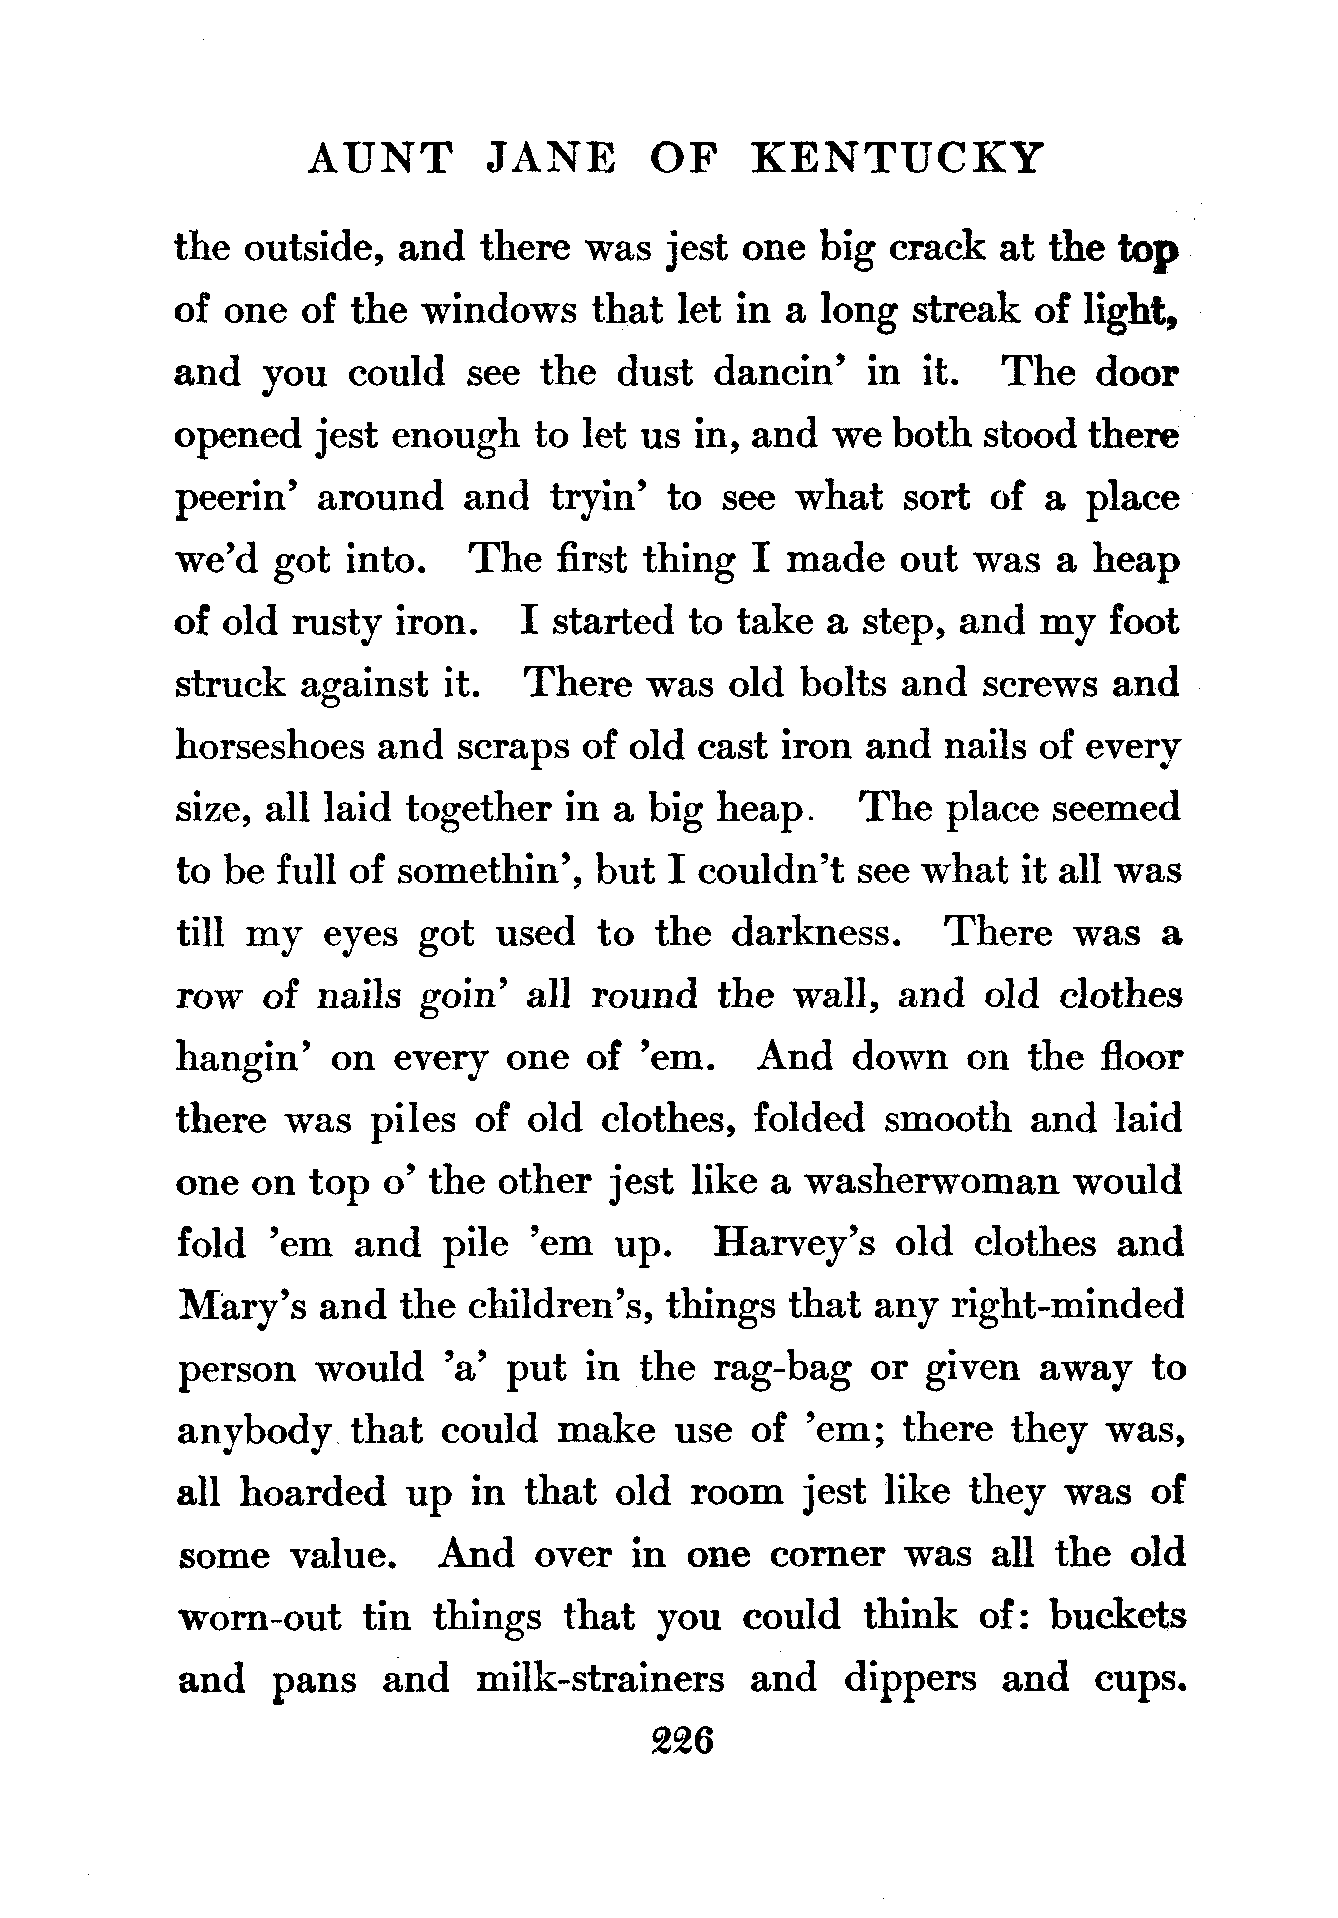 AUNT JANE OF KENTUCKY
the outside, and there was jest one big crack at the top
of one of the windows that let in a long streak of light,
and you could see the dust dancin’ in it. The door
opened jest enough to let us in, and we both stood there
peerin’ around and tryin’ to see what sort of a place
we’d got into. The first thing I made out was a heap
of old rusty iron. I started to take a step, and my foot
struck against it. There was old bolts and screws and
horseshoes and scraps of old cast iron and nails of every
size, all laid together in a big heap. The place seemed
to be full of somethin’, but I couldn’t see what it all was
till my eyes got used to the darkness. There was a
row of nails goin’ all round the wall, and old clothes
hangin’ on every one of ’em. And down on the floor
there was piles of old clothes, folded smooth and laid
one on top o’ the other jest like a washerwoman would
fold ’em and pile ’em up. Harvey’s old clothes and
Mary’s and the children’s, things that any right-minded
person would ’a’ put in the rag-bag or given away to
anybody that could make use of ’em; there they was,
all hoarded up in that old room jest like they was of
some value. And over in one corner was all the old
worn-out tin things that you could think of: buckets
and pans and milk-strainers and dippers and cups.
226